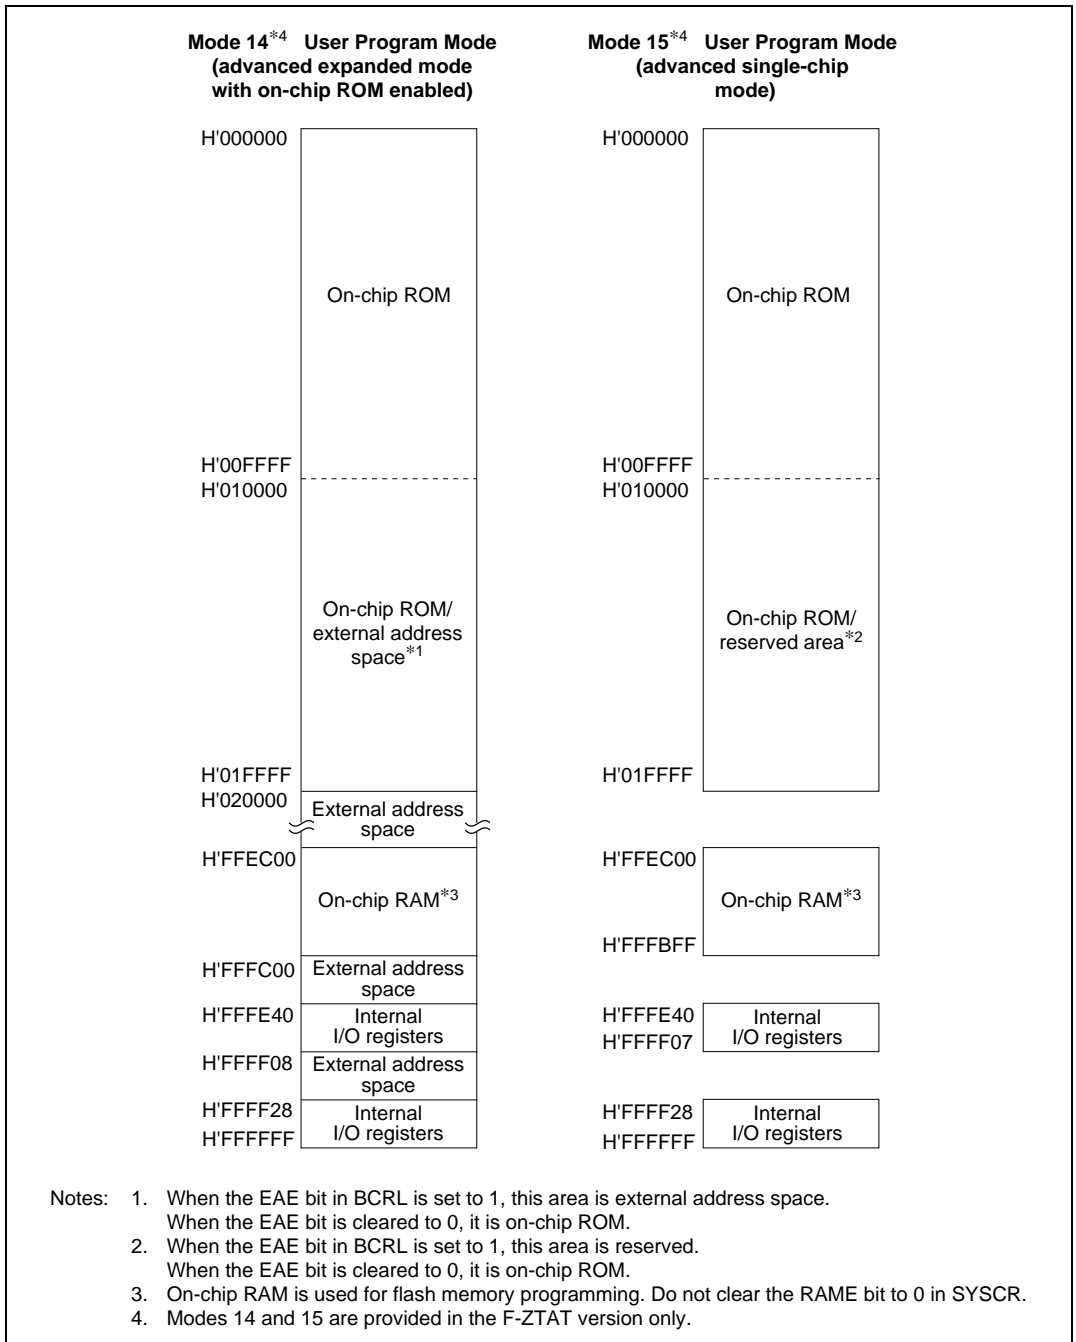 Mode 14*4 User Program Mode
(advanced expanded mode
with on-chip ROM enabled)
H'000000
On-chip ROM
H'00FFFF
H'010000
On-chip ROM/
external address
space*1
H'01FFFF
H'020000
External address
space
H'FFEC00
On-chip RAM*3
H'FFFC00
External address
space
H'FFFE40
Internal
I/O registers
H'FFFF08
External address
space
H'FFFF28
Internal
I/O registers
H'FFFFFF
Mode 15*4 User Program Mode
(advanced single-chip
mode)
H'000000
On-chip ROM
H'00FFFF
H'010000
On-chip ROM/
reserved area*2
H'01FFFF
H'FFEC00
On-chip RAM*3
H'FFFBFF
H'FFFE40
Internal
I/O registers
H'FFFF07
H'FFFF28
Internal
I/O registers
H'FFFFFF
Notes: 1. When the EAE bit in BCRL is set to 1, this area is external address space.
When the EAE bit is cleared to 0, it is on-chip ROM.
2. When the EAE bit in BCRL is set to 1, this area is reserved.
When the EAE bit is cleared to 0, it is on-chip ROM.
3. On-chip RAM is used for flash memory programming. Do not clear the RAME bit to 0 in SYSCR.
4. Modes 14 and 15 are provided in the F-ZTAT version only.